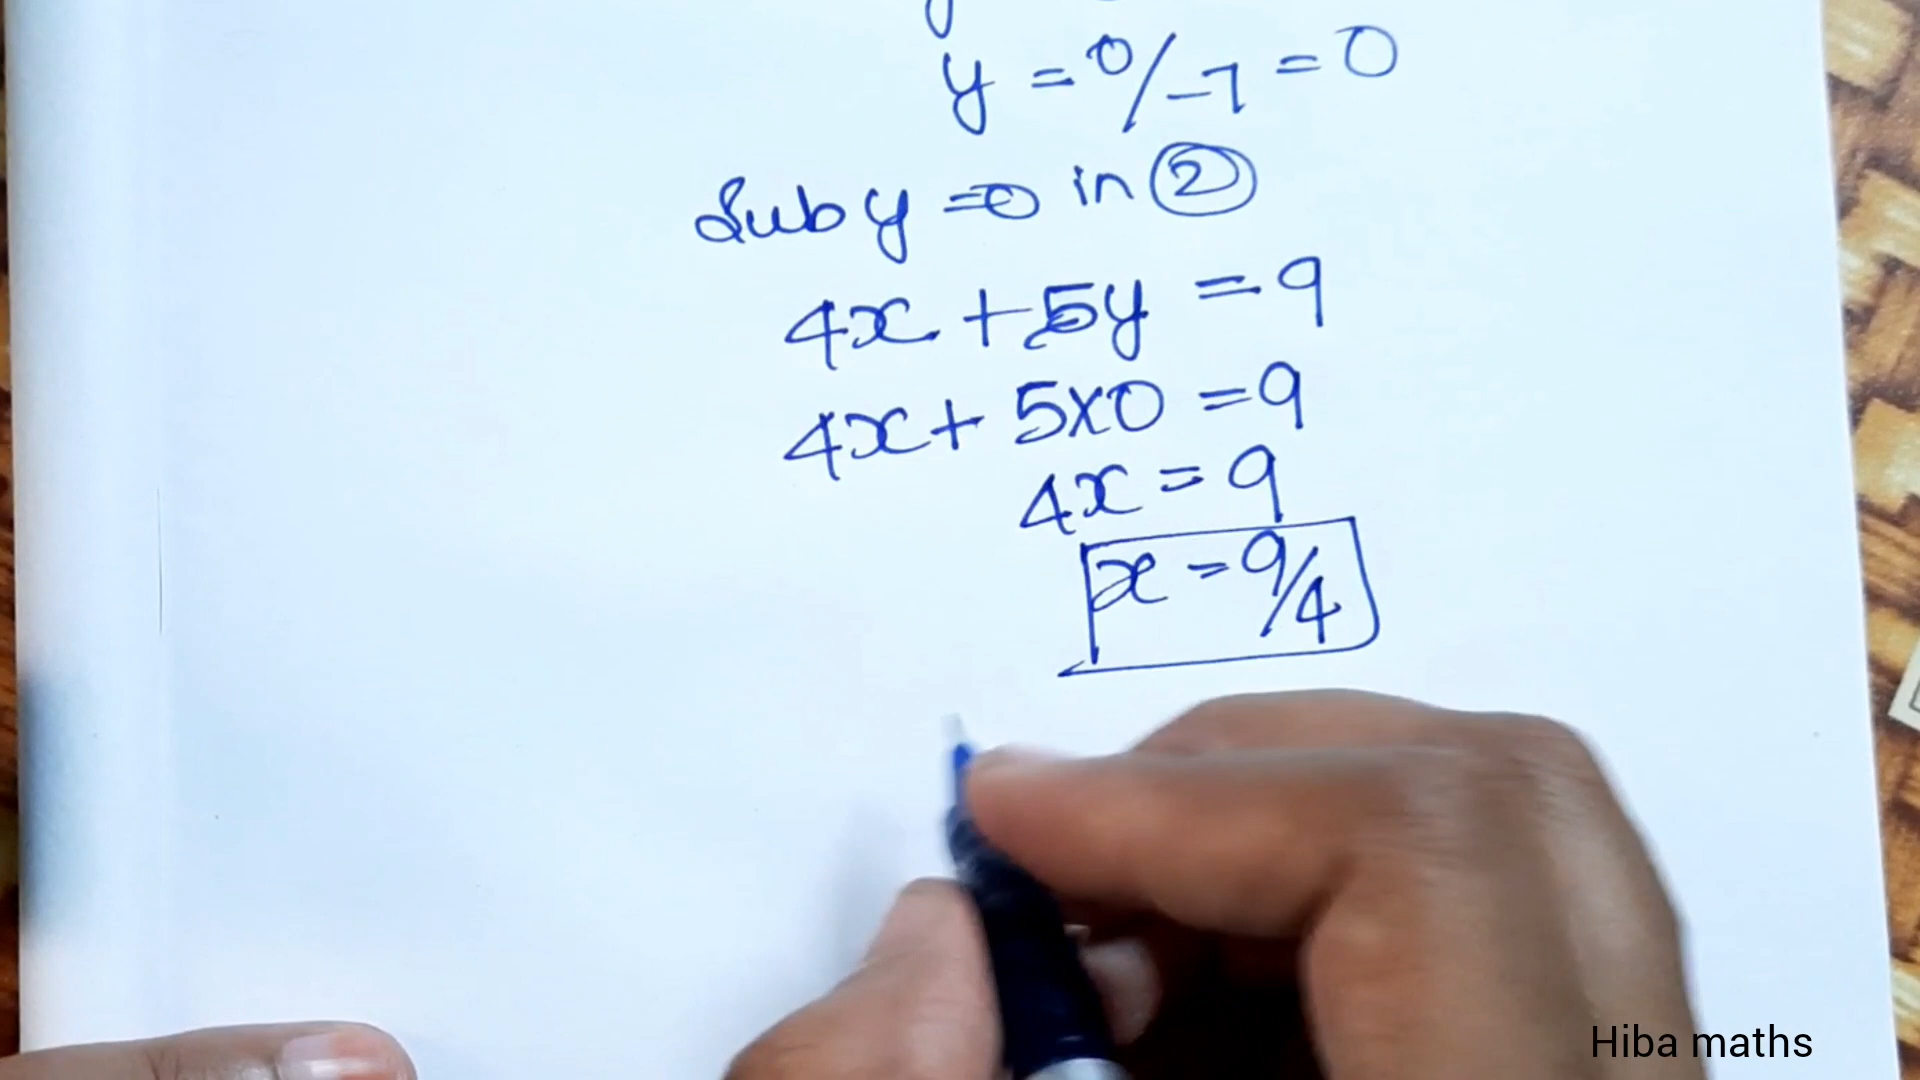 y = 0/-7 = 0
Sub y = 0 in 2
4x + 5y = 9
4x + 5x0 = 9
4x = 9
x = 9/4
Hiba maths